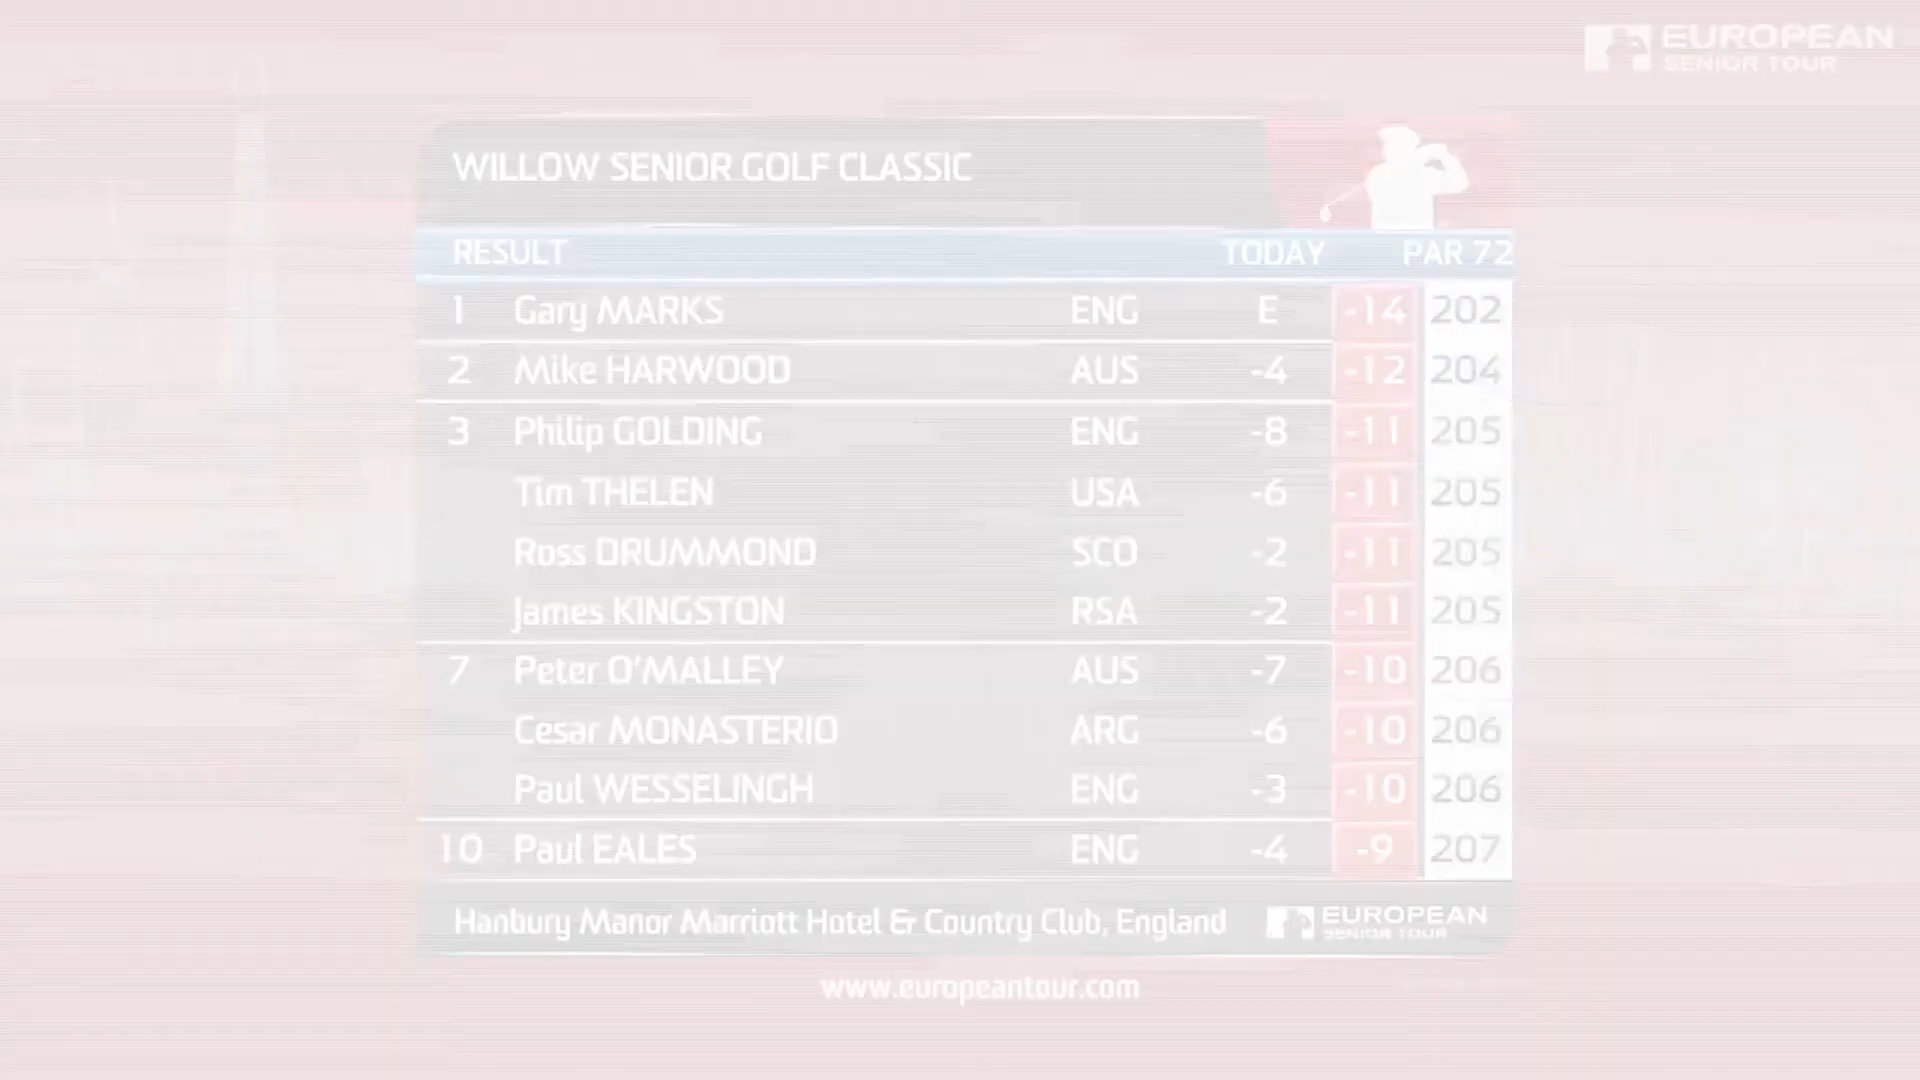 EUROPEAN
SENIOR TOUR
WILLOW SENIOR GOLF CLASSIC
RESULT TODAY PAR 72
1 Gary MARKS ENG E -14 202
2 Mike HARWOOD AUS -4 -12 204
3 Philip GOLDING ENG -8 -11 205
Tim THELEN USA -6 -11 205
Ross DRUMMOND SCO -2 -11 205
James KINGSTON RSA -2 -11 205
7 Peter O'MALLEY AUS -7 -10 206
Cesar MONASTERIO ARG -6 -10 206
Paul WESSELINGH ENG -3 -10 206
10 Paul EALES ENG -4 -9 207
Hanbury Manor Marriott Hotel & Country Club, England
EUROPEAN
SENIOR TOUR
www.europeantour.com